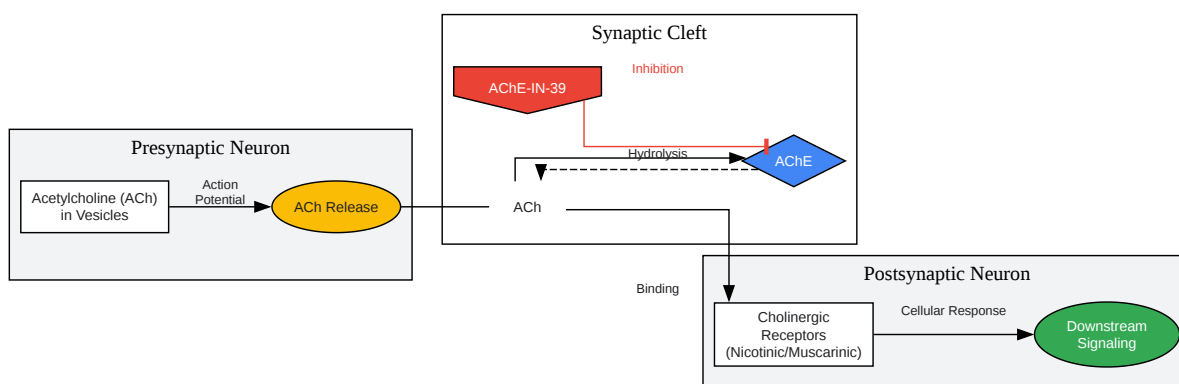 Synaptic Cleft
AChE-IN-39
Inhibition
Presynaptic Neuron
Acetylcholine (ACh)
in Vesicles
Action
Potential
ACh Release
Hydrolysis
AChE
ACh
Postsynaptic Neuron
Binding
Cholinergic
Receptors
(Nicotinic/Muscarinic)
Cellular Response
Downstream
Signaling